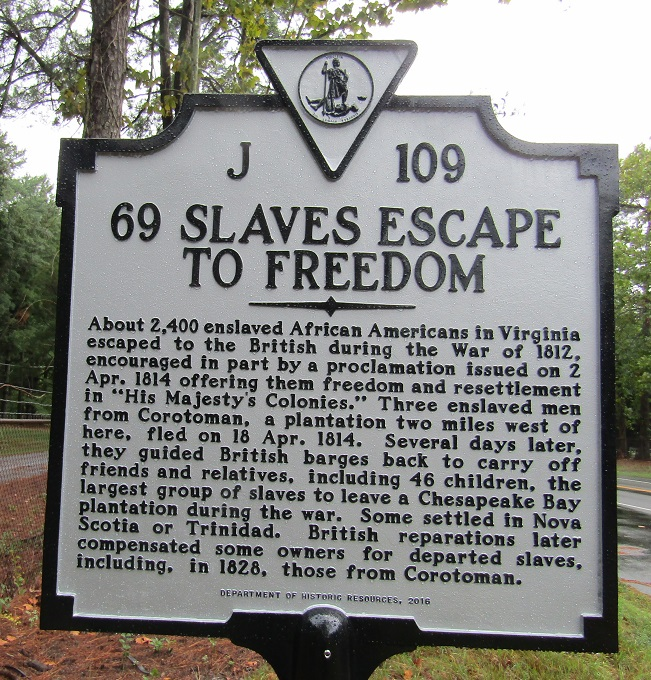 J 109
69 SLAVES ESCAPE
TO FREEDOM
About 2,400 enslaved African Americans in Virginia
escaped to the British during the War of 1812,
encouraged in part by a proclamation issued on 2
Apr. 1814 offering them freedom and resettlement
in “His Majesty's Colonies.” Three enslaved men
from Corotoman, a plantation two miles west of
here, fled on 18 Apr. 1814. Several days later,
they guided British barges back to carry off
friends and relatives, including 46 children, the
largest group of slaves to leave a Chesapeake Bay
plantation during the war. Some settled in Nova
Scotia or Trinidad. British reparations later
compensated some owners for departed slaves,
including, in 1828, those from Corotoman.
DEPARTMENT OF HISTORIC RESOURCES, 2016